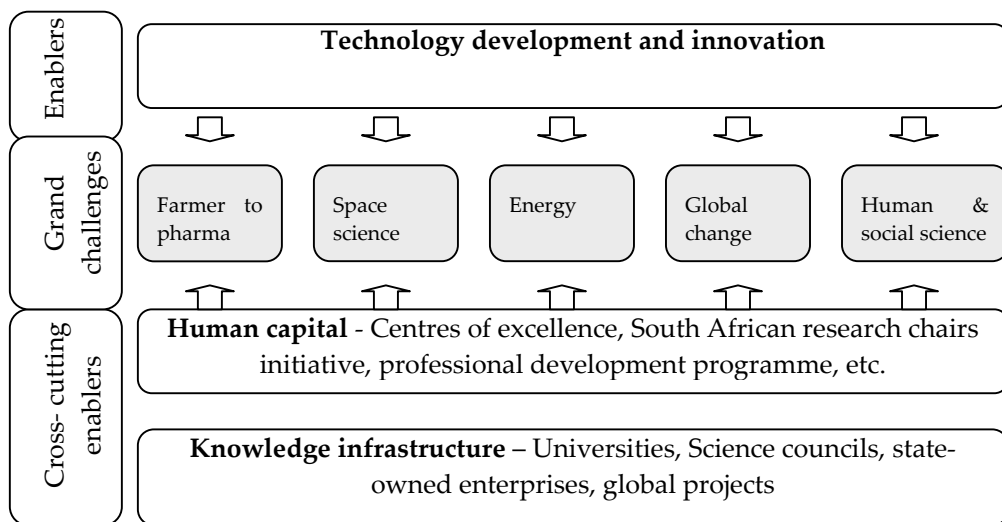 Enablers
Technology development and innovation
Grand
challenges
Farmer to
pharma
Space
science
Energy
Global
change
Human &
social science
Cross- cutting
enablers
Human capital - Centres of excellence, South African research chairs
initiative, professional development programme, etc.
Knowledge infrastructure – Universities, Science councils, state-
owned enterprises, global projects